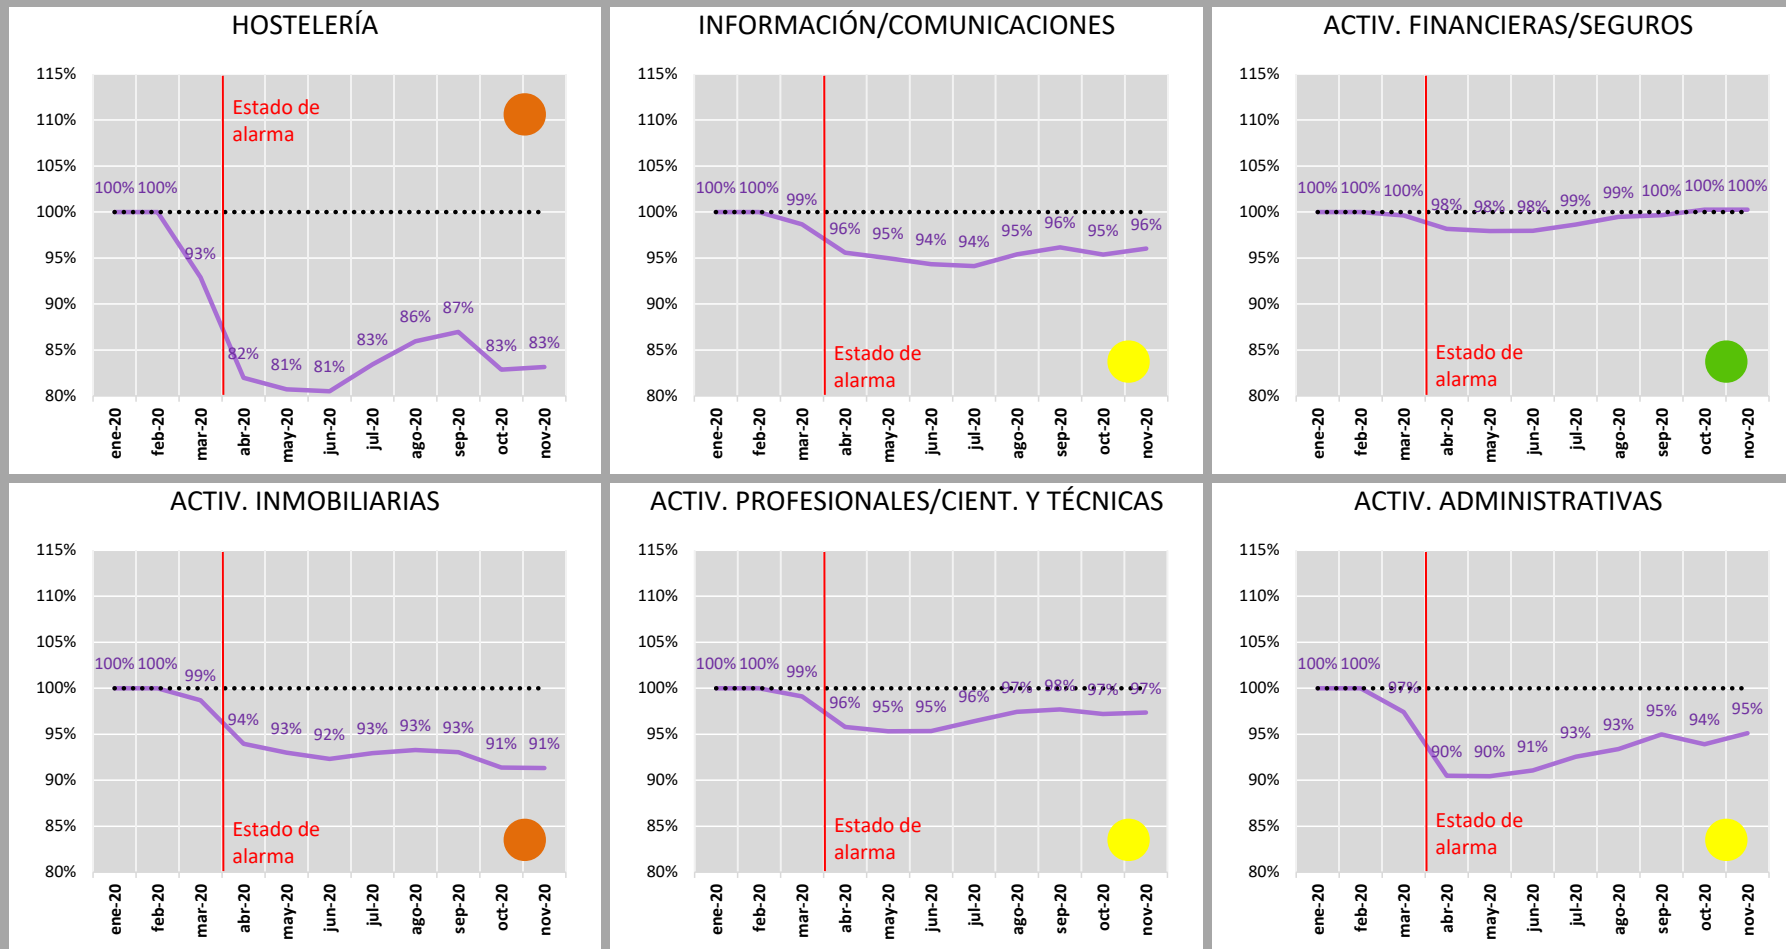 HOSTELERÍA
115%
110%
105%
100%
95%
90%
85%
80%
Estado de
alarma
100% 100%
93%
82%
81%
81%
83%
86%
87%
83%
83%
ene-20
feb-20
mar-20
abr-20
may-20
jun-20
jul-20
ago-20
sep-20
oct-20
nov-20
INFORMACIÓN/COMUNICACIONES
115%
110%
105%
100%
95%
90%
85%
80%
100% 100%
99%
96%
95%
94%
94%
95%
96%
95%
96%
Estado de
alarma
ene-20
feb-20
mar-20
abr-20
may-20
jun-20
jul-20
ago-20
sep-20
oct-20
nov-20
ACTIV. FINANCIERAS/SEGUROS
115%
110%
105%
100%
95%
90%
85%
80%
100%
100%
100%
98%
98%
98%
99%
99%
100%
100%
100%
Estado de
alarma
ene-20
feb-20
mar-20
abr-20
may-20
jun-20
jul-20
ago-20
sep-20
oct-20
nov-20
ACTIV. INMOBILIARIAS
115%
110%
105%
100%
95%
90%
85%
80%
100% 100%
99%
94%
93%
92%
93%
93%
93%
91%
91%
Estado de
alarma
ene-20
feb-20
mar-20
abr-20
may-20
jun-20
jul-20
ago-20
sep-20
oct-20
nov-20
ACTIV. PROFESIONALES/CIENT. Y TÉCNICAS
115%
110%
105%
100%
95%
90%
85%
80%
100% 100%
99%
96%
95%
95%
96%
97%
98%
97%
97%
Estado de
alarma
ene-20
feb-20
mar-20
abr-20
may-20
jun-20
jul-20
ago-20
sep-20
oct-20
nov-20
ACTIV. ADMINISTRATIVAS
115%
110%
105%
100%
95%
90%
85%
80%
100% 100%
97%
90%
90%
91%
93%
93%
95%
94%
95%
Estado de
alarma
ene-20
feb-20
mar-20
abr-20
may-20
jun-20
jul-20
ago-20
sep-20
oct-20
nov-20